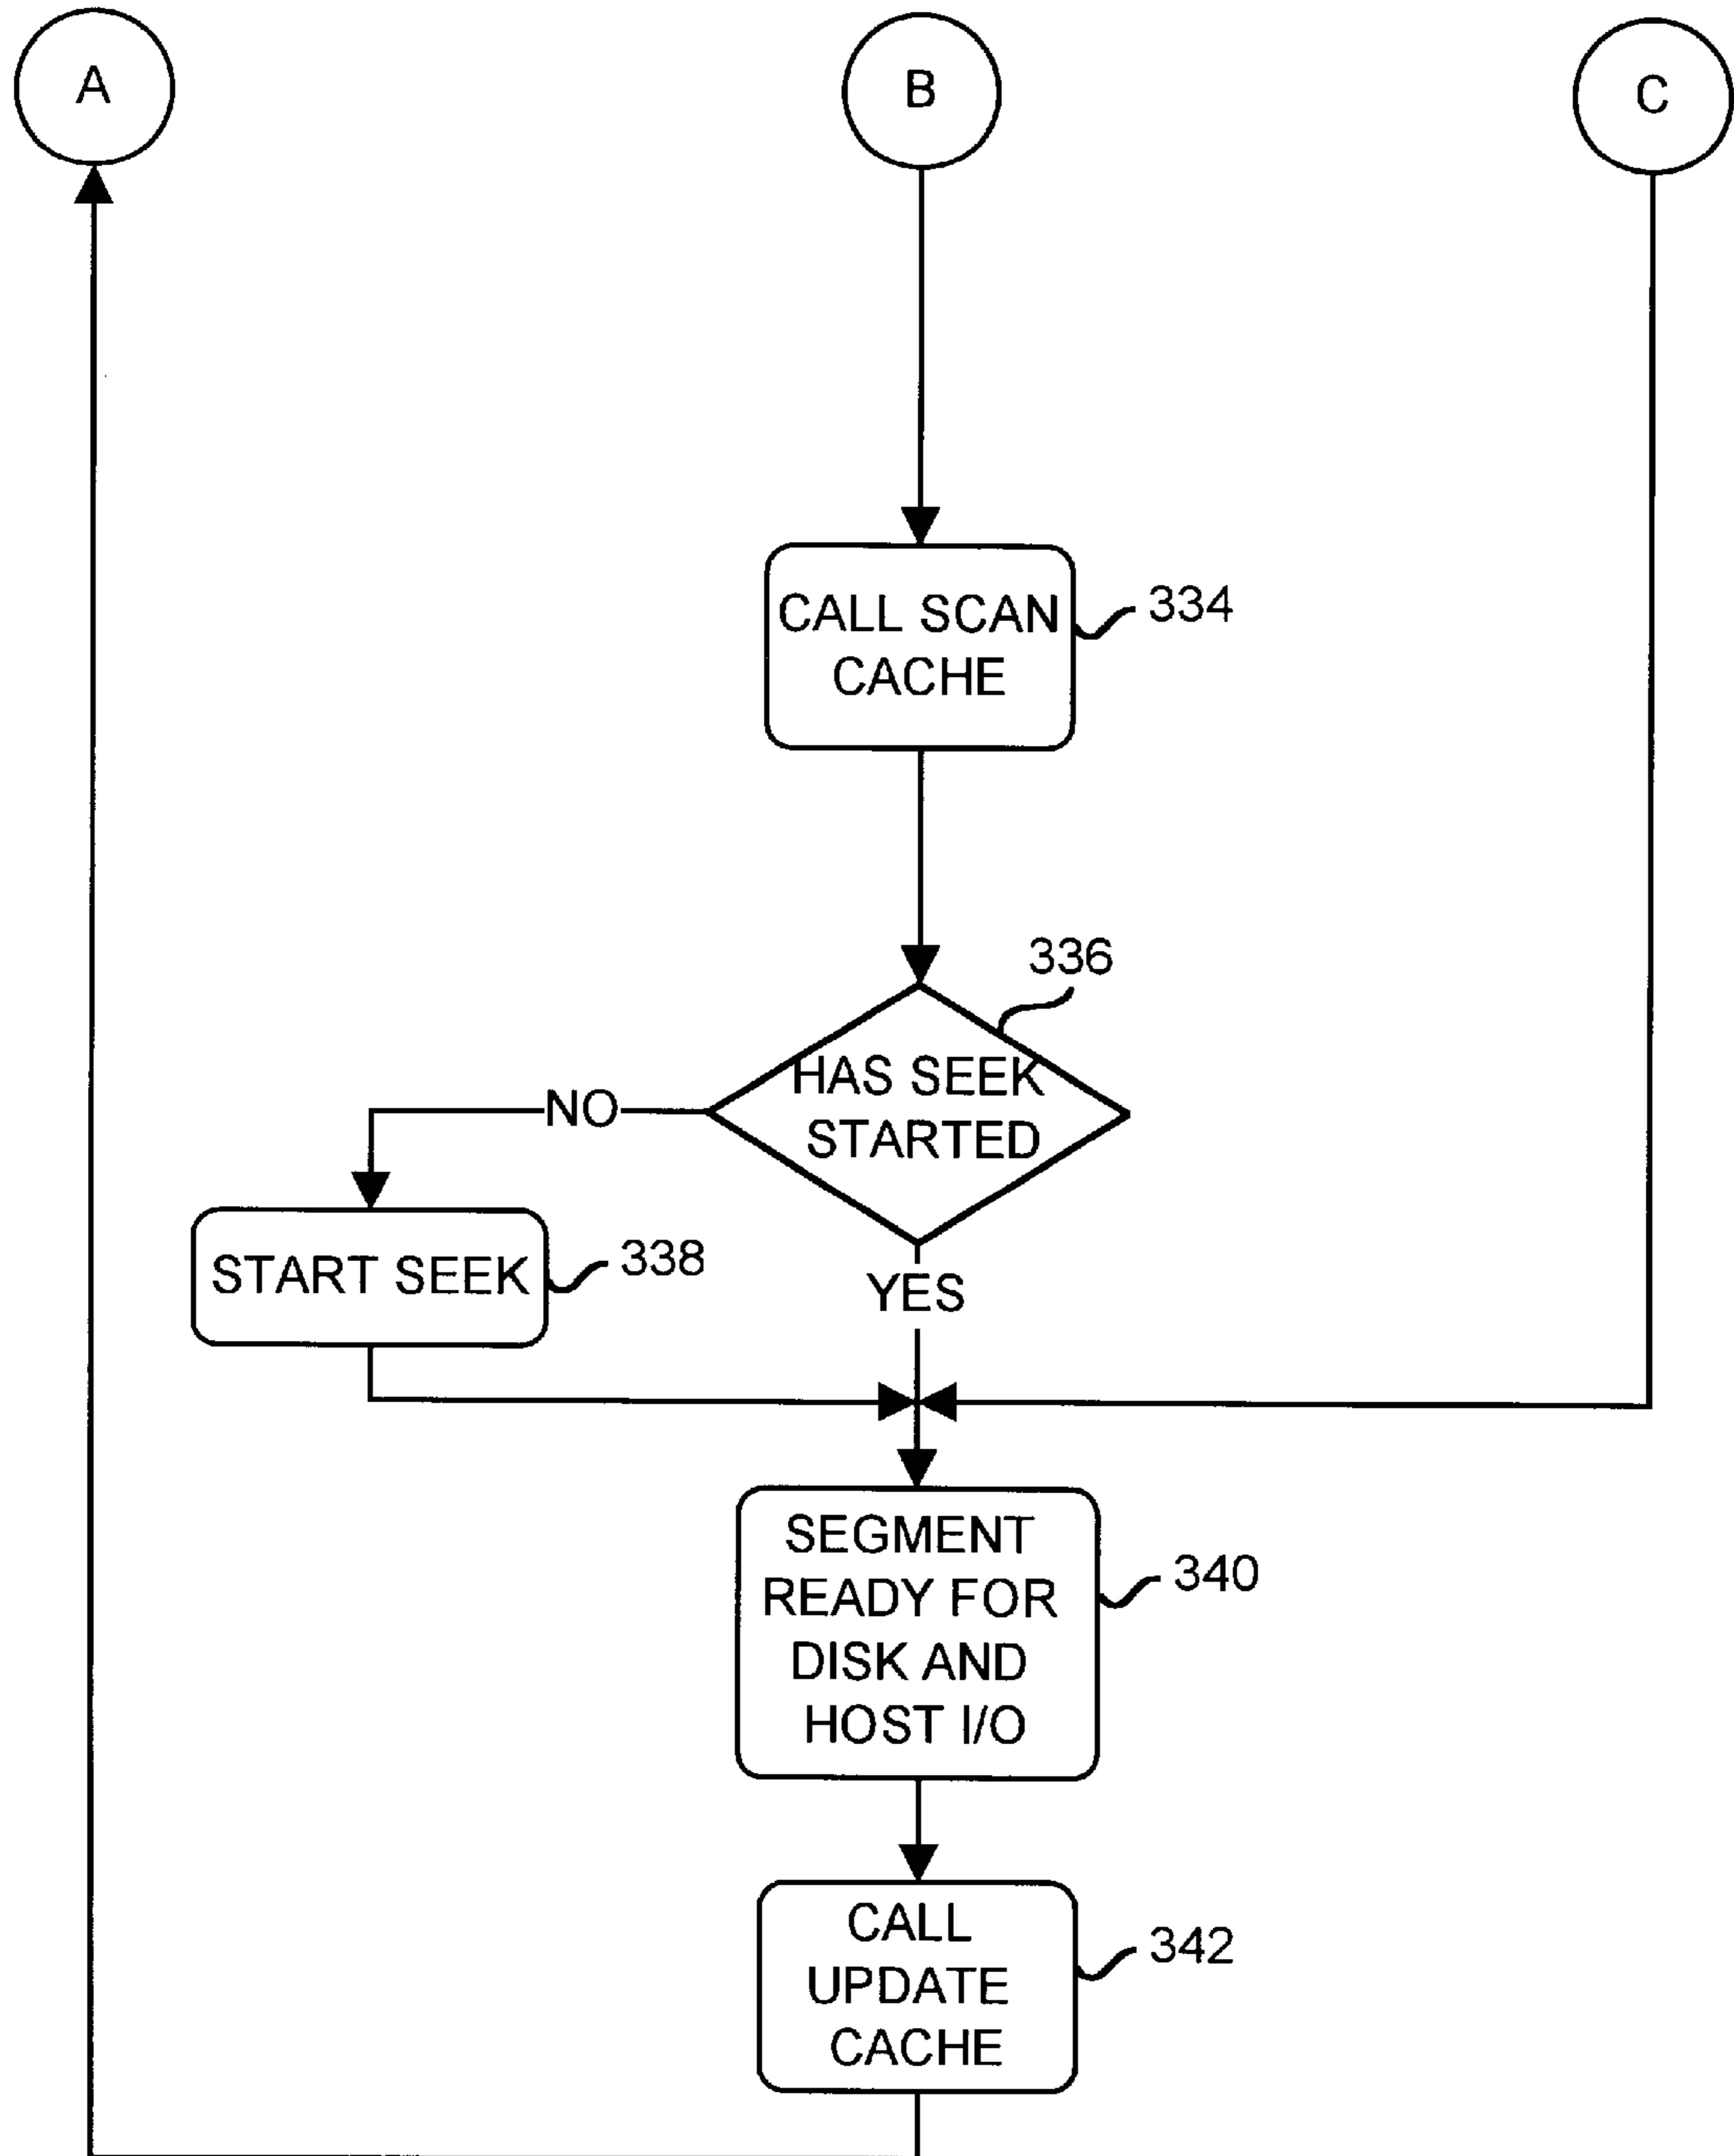 A
B
C
CALL SCAN
CACHE
334
336
HAS SEEK
STARTED
NO
START SEEK
338
YES
SEGMENT
READY FOR
DISK AND
HOST I/O
340
CALL
UPDATE
CACHE
342